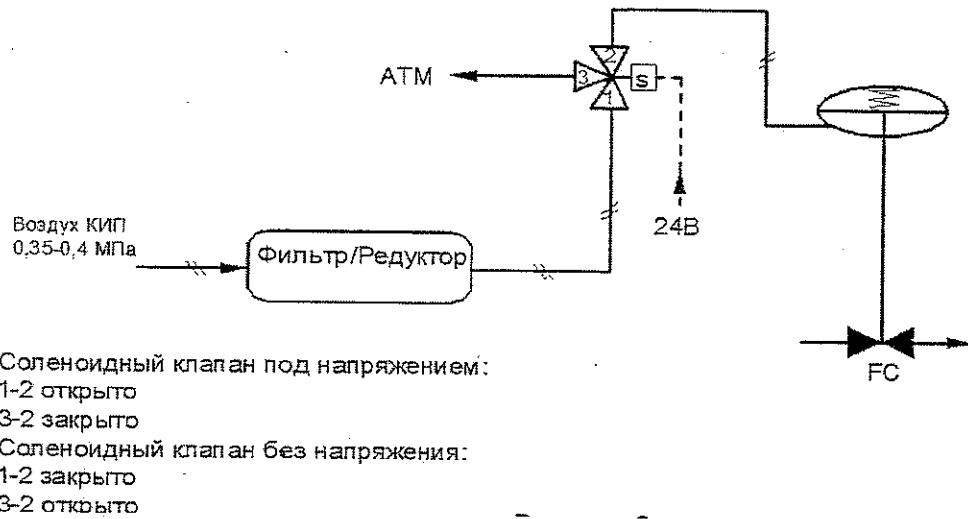 2
АТМ
3
S
1
24В
Воздух КИП
0,35-0,4 МПа
Фильтр/Редуктор
FC
Соленоидный клапан под напряжением:
1-2 открыто
3-2 закрыто
Соленоидный клапан без напряжения:
1-2 закрыто
3-2 открыто